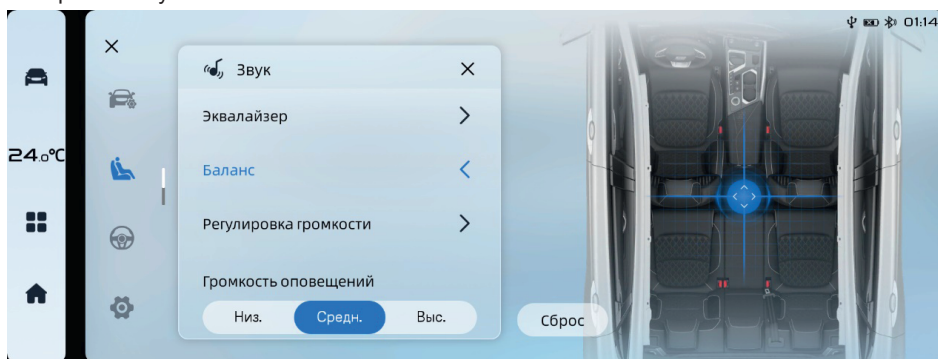 01:14
Звук
Эквалайзер
24.0°C
Баланс
Регулировка громкости
Громкость оповещений
Низ. Средн. Выс.
Сброс